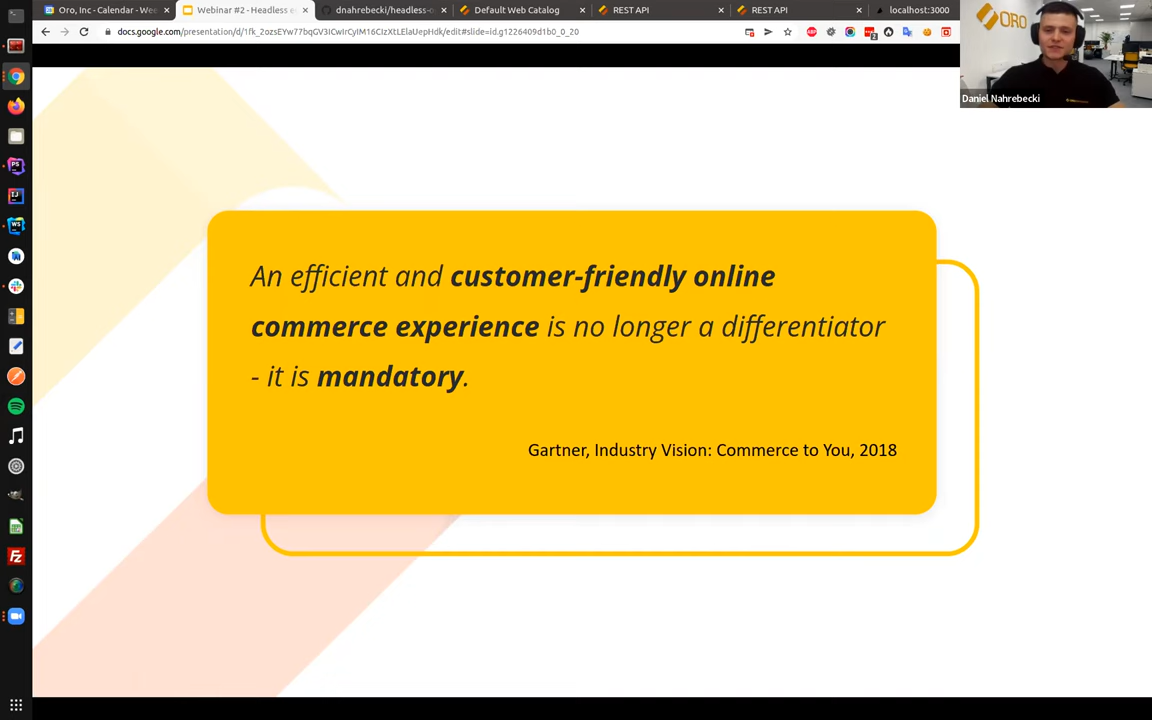 Oro, Inc - Calendar - Wee
Webinar #2 - Headless e
dnahrebecki/headless-o
Default Web Catalog
REST API
REST API
localhost:3000
ORO
Daniel Nahrebecki
An efficient and customer-friendly online
commerce experience is no longer a differentiator
- it is mandatory.
Gartner, Industry Vision: Commerce to You, 2018